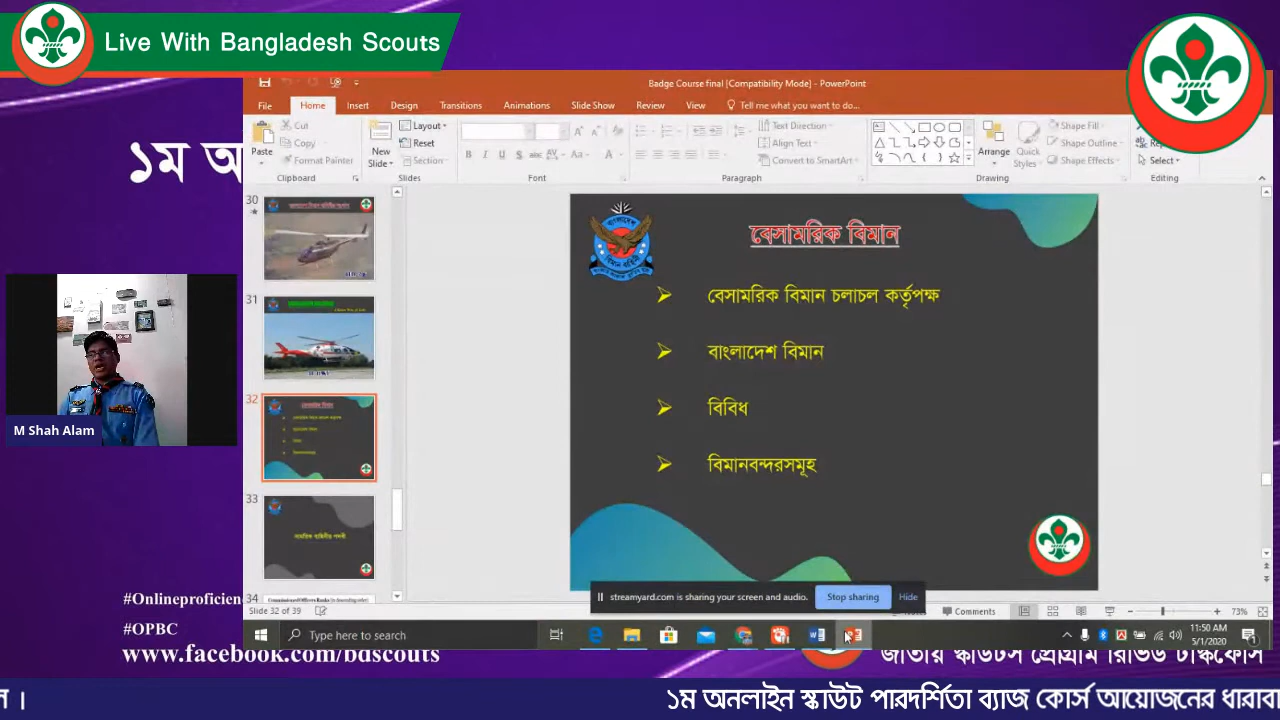 Live With Bangladesh Scouts
Badge Course final [Compatibility Mode] - PowerPoint
File Home Insert Design Transitions Animations Slide Show Review View Tell me what you want to do...
Cut
Copy
Format Painter
Paste
Clipboard
New
Slide
Layout
Reset
Section
Slides
Font
Text Direction
Align Text
Convert to SmartArt
Paragraph
Arrange
Quick
Styles
Shape Fill
Shape Outline
Shape Effects
Drawing
Select
Editing
১ম অ
30
31
32
33
34
সামরিক বাহিনীর পদবী
বেসামরিক বিমান
বেসামরিক বিমান চলাচল কর্তৃপক্ষ
বাংলাদেশ বিমান
বিবিধ
বিমানবন্দরসমূহ
M Shah Alam
streamyard.com is sharing your screen and audio. Stop sharing Hide
Slide 32 of 39
Comments
73%
Type here to search
11:50 AM
5/1/2020
#Onlineproficien
#OPBC
www.facebook.com/bdscouts
জাতীয় স্কাউটস প্রোগ্রাম রিভিউ টাস্কফোর্স
স ।
১ম অনলাইন স্কাউট পারদর্শিতা ব্যাজ কোর্স আয়োজনের ধারাবা